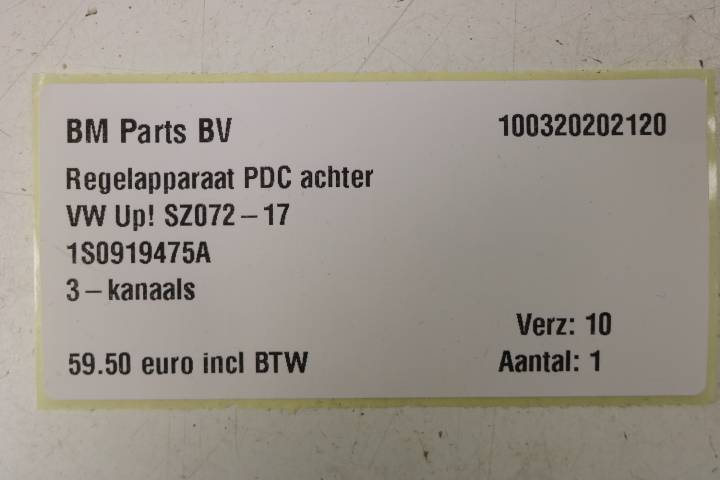 BM Parts BV 100320202120
Regelapparaat PDC achter
VW Up! SZ072 – 17
1S0919475A
3 – kanaals
Verz: 10
59.50 euro incl BTW Aantal: 1